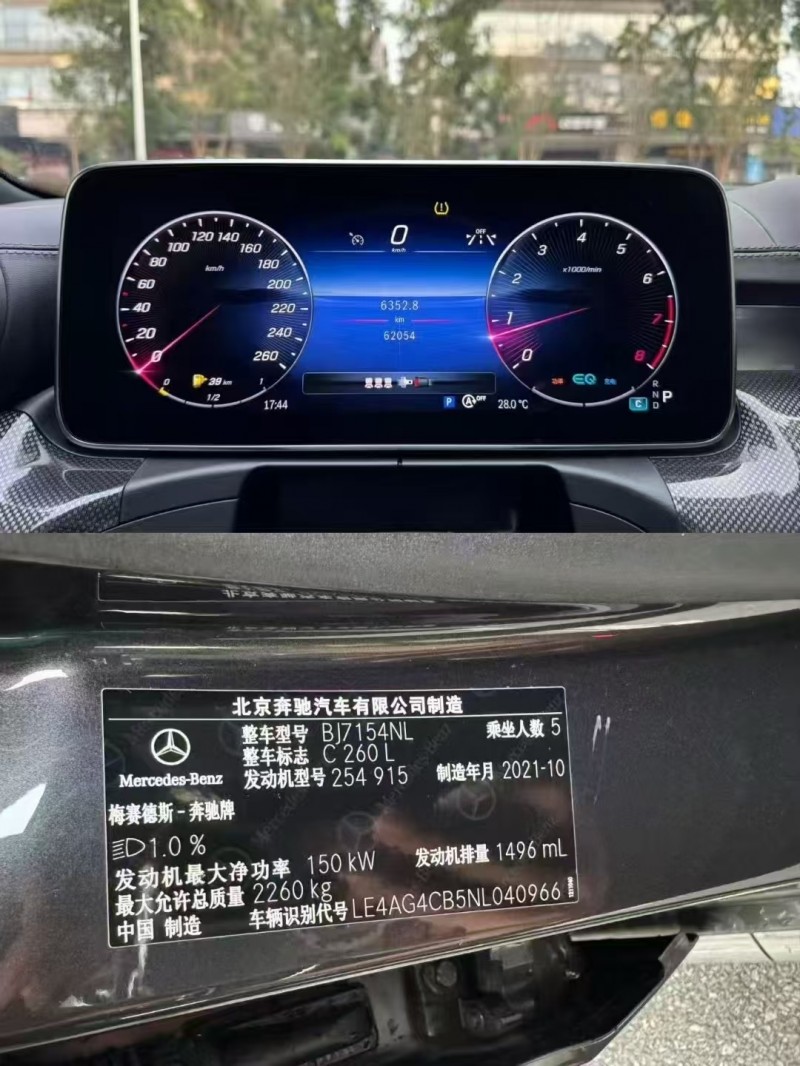 0
km/h
OFF
120 140
100
160
80
180
60
200
40
220
20
240
0
260
km/h
39 km
0
1/2
1
17:44
6352.8
km
62054
P
OFF
28.0 °C
4
3
5
2
6
1
7
0
8
x1000/min
EQ
C
R
N
D
P
北京奔驰汽车有限公司制造
整车型号 BJ7154NL
乘坐人数 5
整车标志 C 260 L
发动机型号 254 915
制造年月 2021-10
Mercedes-Benz
梅赛德斯-奔驰牌
1.0 %
发动机最大净功率 150 kW
发动机排量 1496 mL
最大允许总质量 2260 kg
中国 制造
车辆识别代号 LE4AG4CB5NL040966